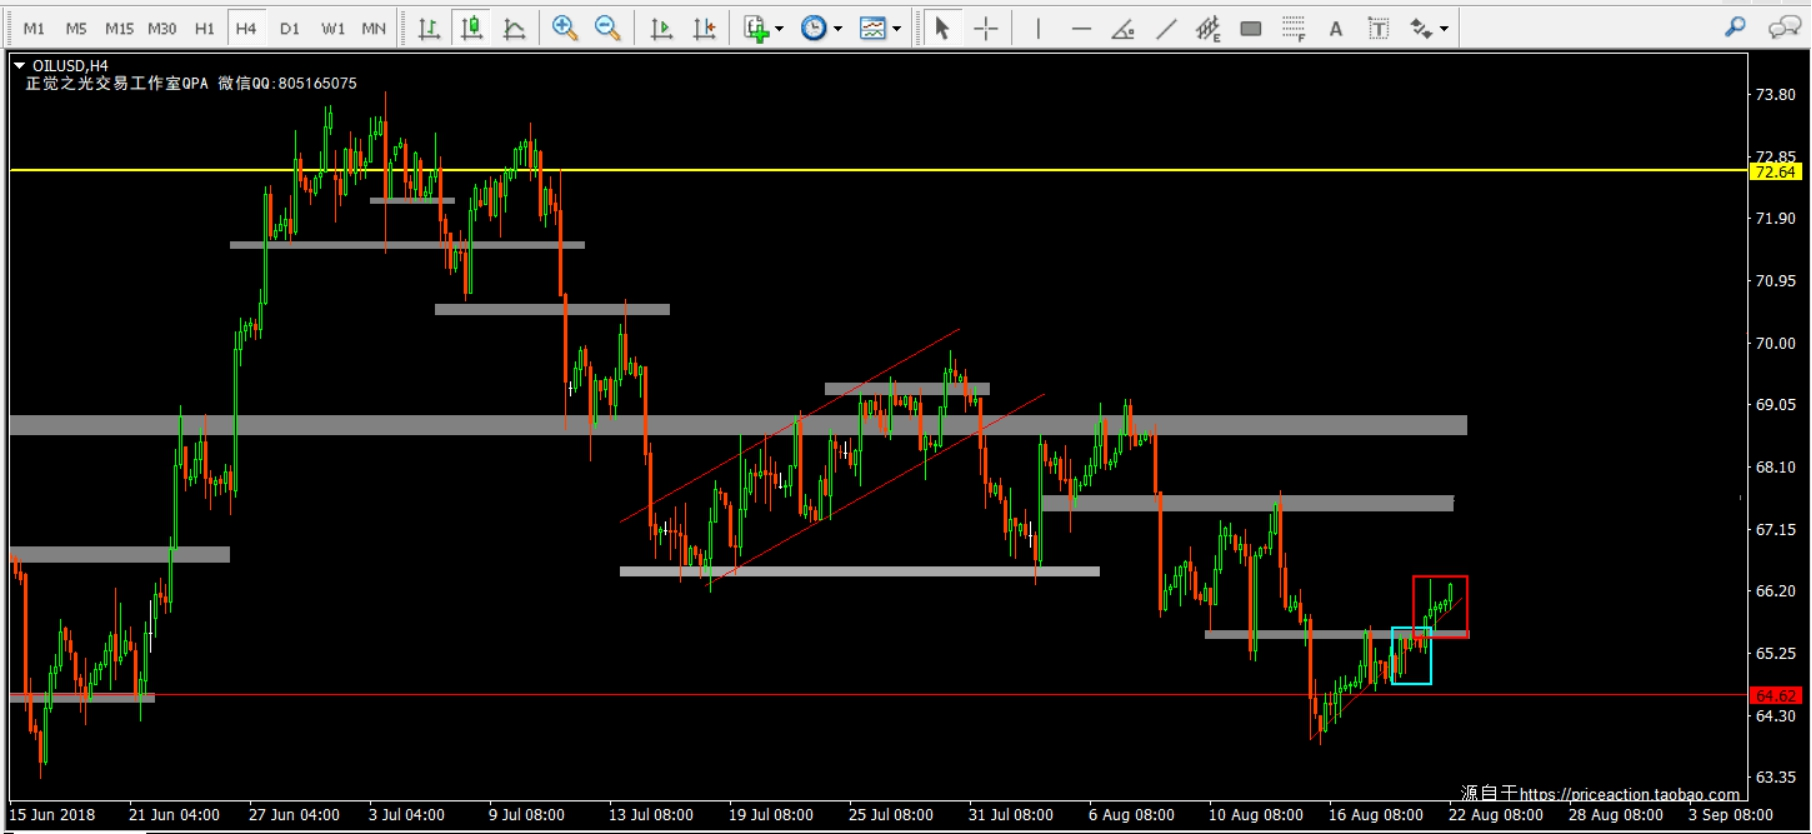 M1 M5 M15 M30 H1 H4 D1 W1 MN
E F A T
OILUSD,H4
正觉之光交易工作室QPA 微信QQ:805165075
73.80
72.85
72.64
71.90
70.95
70.00
69.05
68.10
67.15
66.20
65.25
64.62
64.30
63.35
源自于https://priceaction.taobao.com
15 Jun 2018 21 Jun 04:00 27 Jun 04:00 3 Jul 04:00 9 Jul 08:00 13 Jul 08:00 19 Jul 08:00 25 Jul 08:00 31 Jul 08:00 6 Aug 08:00 10 Aug 08:00 16 Aug 08:00 22 Aug 08:00 28 Aug 08:00 3 Sep 08:00